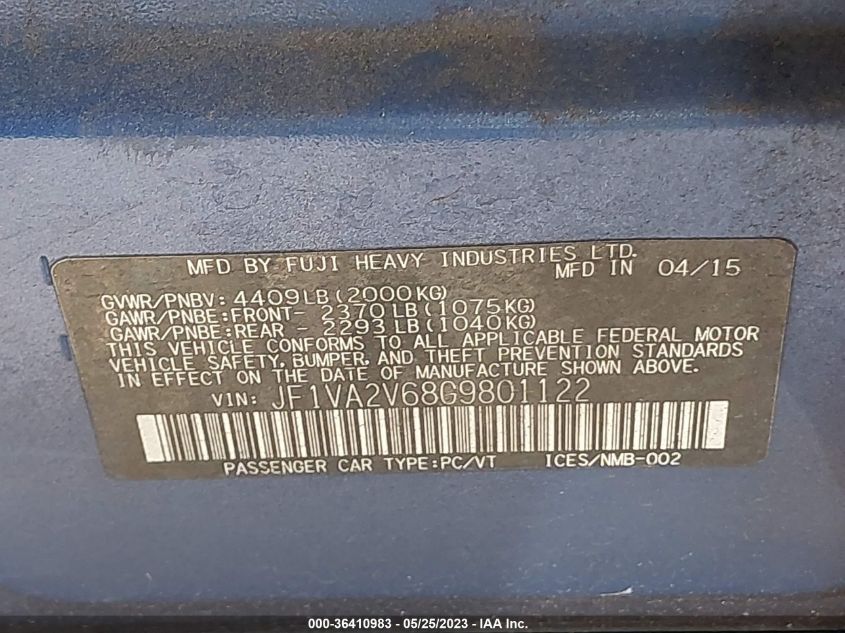 MFD BY FUJI HEAVY INDUSTRIES LTD.
MFD IN 04/15
GVWR/PNBV: 4409LB(2000KG)
GAWR/PNBE:FRONT- 2370LB(1075KG)
GAWR/PNBE:REAR - 2293LB(1040KG)
THIS VEHICLE CONFORMS TO ALL APPLICABLE FEDERAL MOTOR
VEHICLE SAFETY, BUMPER, AND THEFT PREVENTION STANDARDS
IN EFFECT ON THE DATE OF MANUFACTURE SHOWN ABOVE.
VIN: JF1VA2V68G9801122
PASSENGER CAR TYPE:PC/VT ICES/NMB-002
000-36410983 - 05/25/2023 - IAA Inc.